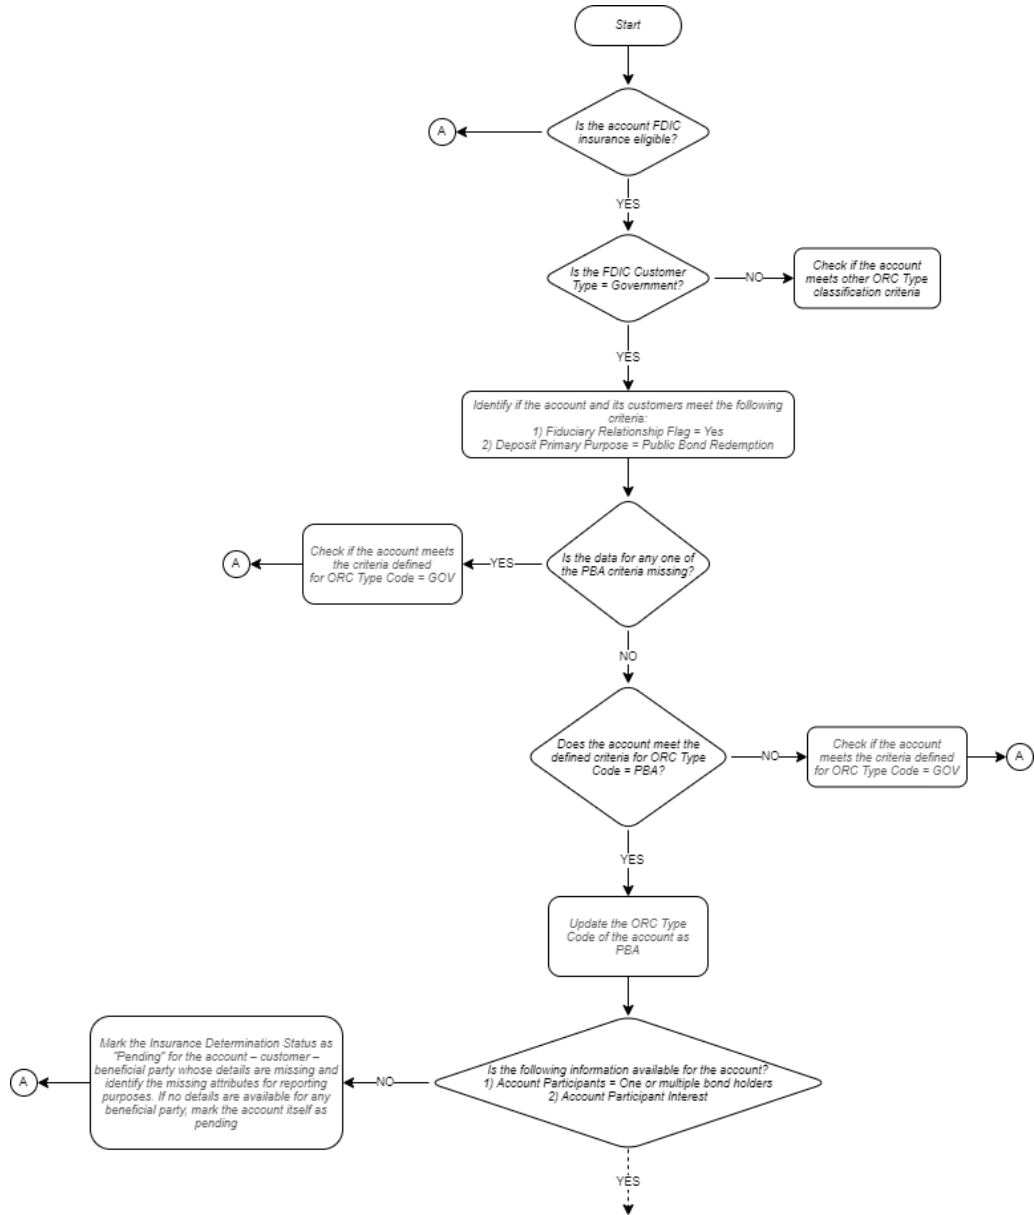 Start
Is the account FDIC
insurance eligible?
A
YES
Is the FDIC Customer
Type = Government?
NO
Check if the account
meets other ORC Type
classification criteria
YES
Identify if the account and its customers meet the following
criteria:
1) Fiduciary Relationship Flag = Yes
2) Deposit Primary Purpose = Public Bond Redemption
Is the data for any one of
the PBA criteria missing?
YES
Check if the account meets
the criteria defined
for ORC Type Code = GOV
A
NO
Does the account meet the
defined criteria for ORC Type
Code = PBA?
NO
Check if the account
meets the criteria defined
for ORC Type Code = GOV
A
YES
Update the ORC Type
Code of the account as
PBA
Is the following information available for the account?
1) Account Participants = One or multiple bond holders
2) Account Participant Interest
NO
Mark the Insurance Determination Status as
"Pending" for the account – customer –
beneficial party whose details are missing and
identify the missing attributes for reporting
purposes. If no details are available for any
beneficial party, mark the account itself as
pending
A
YES